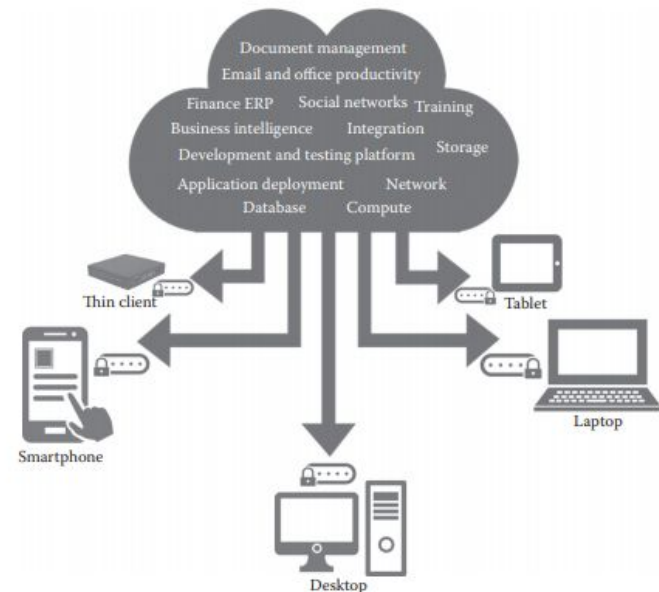 Document management
Email and office productivity
Finance ERP Social networks Training
Business intelligence Integration
Storage
Development and testing platform
Application deployment Network
Database Compute
Thin client
Tablet
Smartphone
Laptop
Desktop